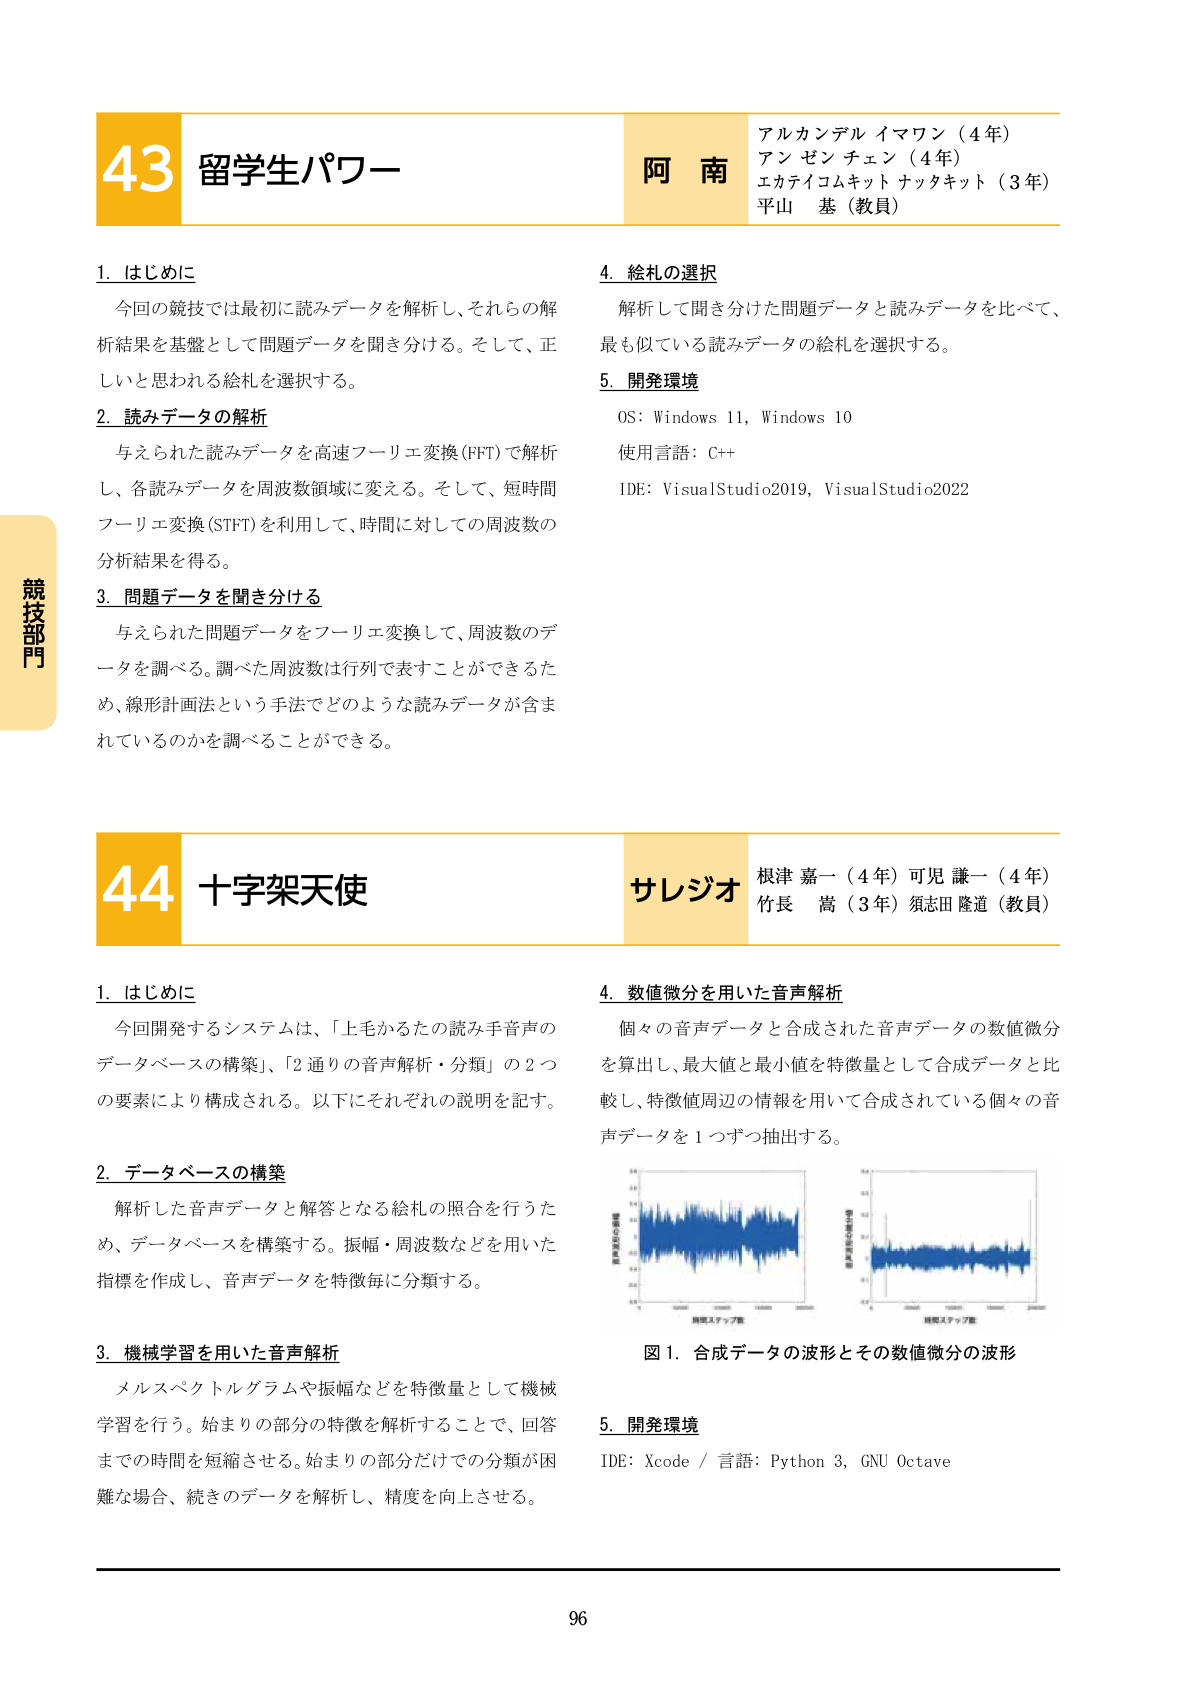 43 留学生パワー
阿 南
アルカンデル イマワン（４年）
アン ゼン チェン（４年）
エカテイコムキット ナッタキット（３年）
平山　基（教員）
1. はじめに
今回の競技では最初に読みデータを解析し、それらの解
析結果を基盤として問題データを聞き分ける。そして、正
しいと思われる絵札を選択する。
2. 読みデータの解析
与えられた読みデータを高速フーリエ変換(FFT)で解析
し、各読みデータを周波数領域に変える。そして、短時間
フーリエ変換(STFT)を利用して、時間に対しての周波数の
分析結果を得る。
3. 問題データを聞き分ける
与えられた問題データをフーリエ変換して、周波数のデ
ータを調べる。調べた周波数は行列で表すことができるた
め、線形計画法という手法でどのような読みデータが含ま
れているのかを調べることができる。
4. 絵札の選択
解析して聞き分けた問題データと読みデータを比べて、
最も似ている読みデータの絵札を選択する。
5. 開発環境
OS: Windows 11, Windows 10
使用言語: C++
IDE: VisualStudio2019, VisualStudio2022
競技部門
44 十字架天使
サレジオ
根津 嘉一（４年）可児 謙一（４年）
竹長　嵩（３年）須志田 隆道（教員）
1. はじめに
今回開発するシステムは、「上毛かるたの読み手音声の
データベースの構築」、「2 通りの音声解析・分類」の 2 つ
の要素により構成される。以下にそれぞれの説明を記す。
2. データベースの構築
解析した音声データと解答となる絵札の照合を行うた
め、データベースを構築する。振幅・周波数などを用いた
指標を作成し、音声データを特徴毎に分類する。
3. 機械学習を用いた音声解析
メルスペクトルグラムや振幅などを特徴量として機械
学習を行う。始まりの部分の特徴を解析することで、回答
までの時間を短縮させる。始まりの部分だけでの分類が困
難な場合、続きのデータを解析し、精度を向上させる。
4. 数値微分を用いた音声解析
個々の音声データと合成された音声データの数値微分
を算出し、最大値と最小値を特徴量として合成データと比
較し、特徴値周辺の情報を用いて合成されている個々の音
声データを 1 つずつ抽出する。
時間ステップ数
時間ステップ数
図 1. 合成データの波形とその数値微分の波形
5. 開発環境
IDE: Xcode / 言語: Python 3, GNU Octave
96